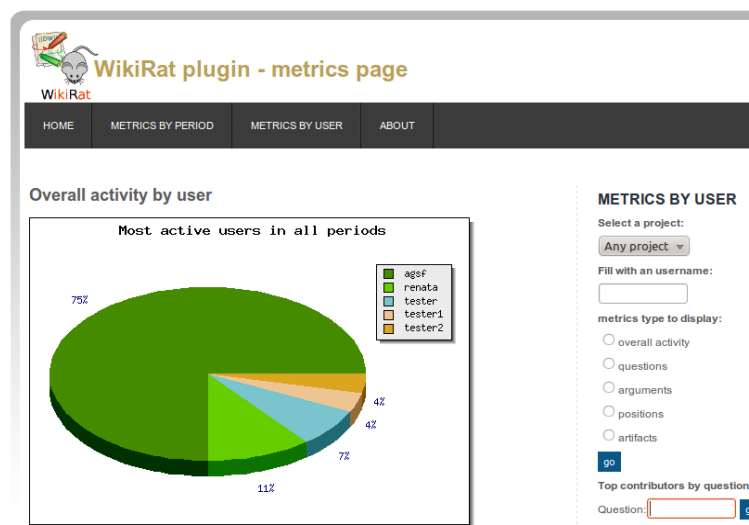 WikiRat
WikiRat plugin - metrics page
HOME
METRICS BY PERIOD
METRICS BY USER
ABOUT
Overall activity by user
Most active users in all periods
agsf
renata
tester
tester1
tester2
75%
4%
4%
7%
11%
METRICS BY USER
Select a project:
Any project
Fill with an username:
metrics type to display:
overall activity
questions
arguments
positions
artifacts
go
Top contributors by question
Question: